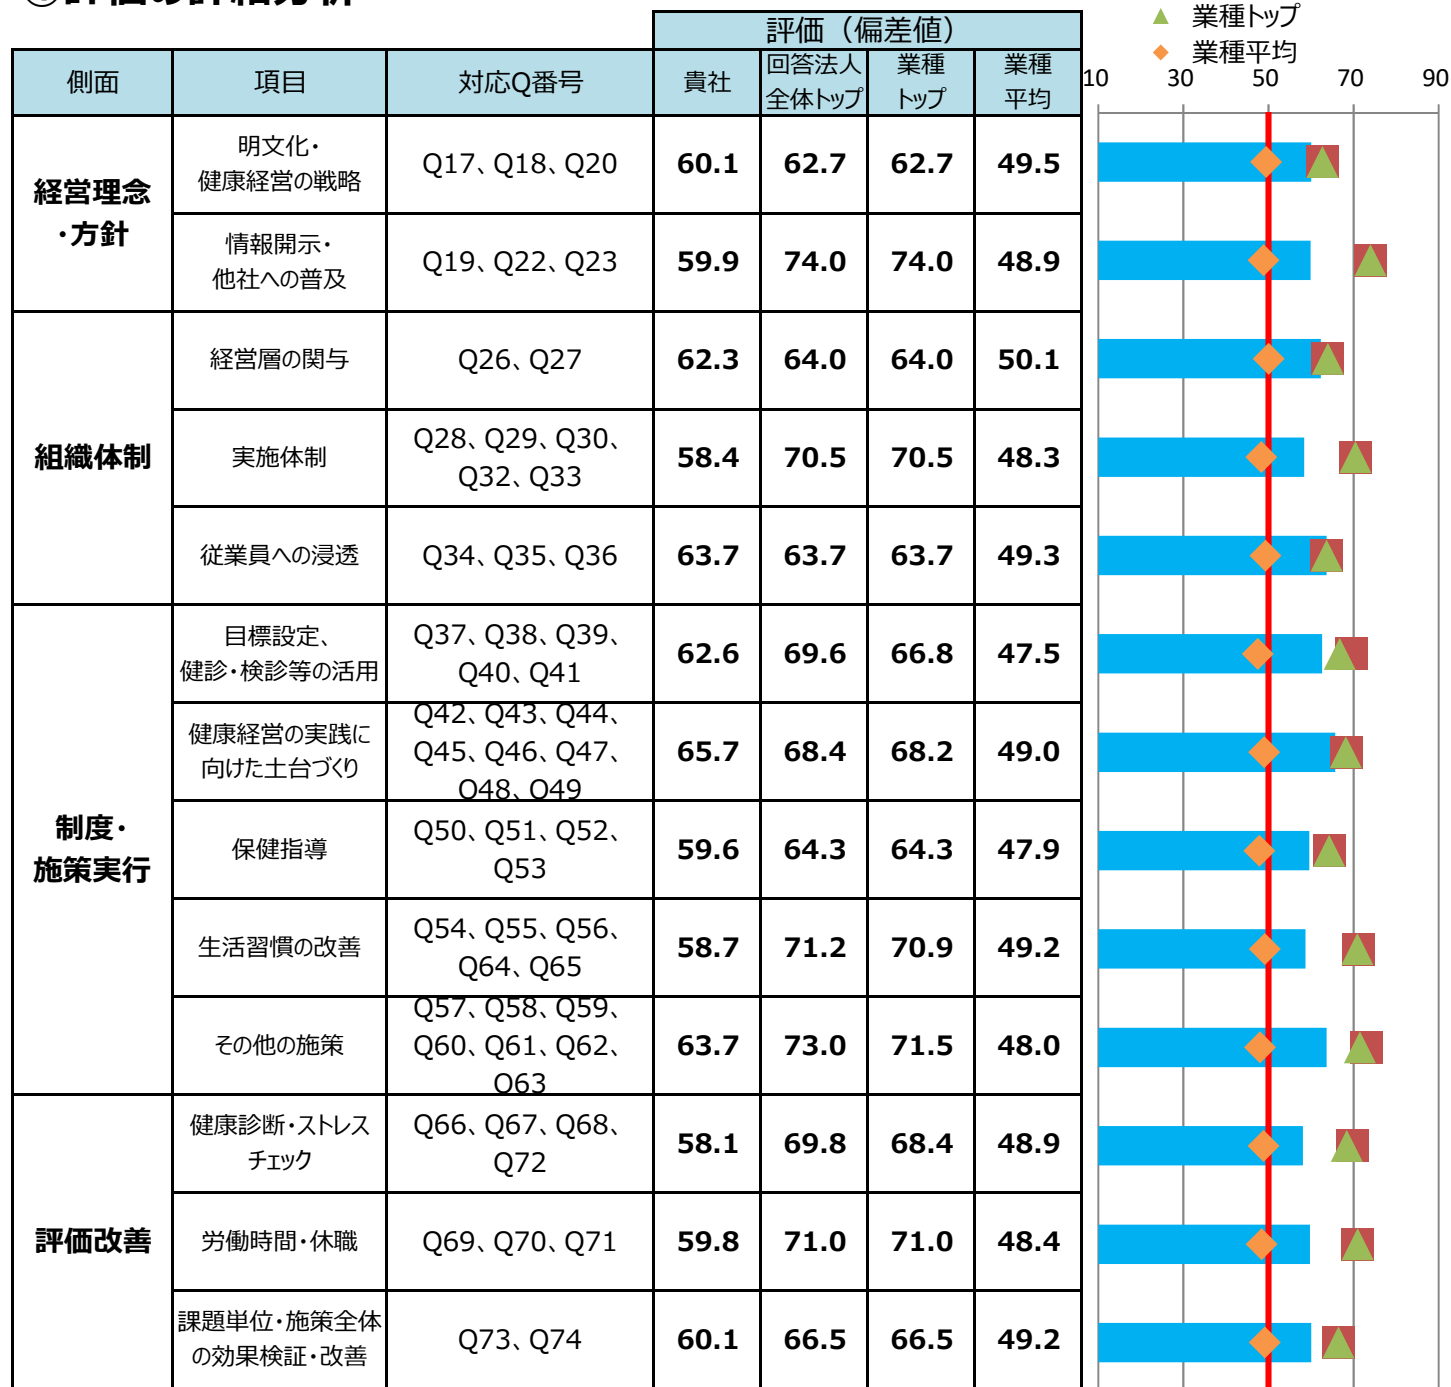 評価（偏差値）
▲ 業種トップ
◆ 業種平均
側面 項目 対応Q番号 貴社 回答法人 業種 業種
全体トップ トップ 平均
10 30 50 70 90
経営理念
・方針
明文化・
健康経営の戦略
Q17、Q18、Q20 60.1 62.7 62.7 49.5
情報開示・
他社への普及
Q19、Q22、Q23 59.9 74.0 74.0 48.9
組織体制
経営層の関与 Q26、Q27 62.3 64.0 64.0 50.1
実施体制
Q28、Q29、Q30、
Q32、Q33
58.4 70.5 70.5 48.3
従業員への浸透 Q34、Q35、Q36 63.7 63.7 63.7 49.3
制度・
施策実行
目標設定、
健診・検診等の活用
Q37、Q38、Q39、
Q40、Q41
62.6 69.6 66.8 47.5
健康経営の実践に
向けた土台づくり
Q42、Q43、Q44、
Q45、Q46、Q47、
Q48、Q49
65.7 68.4 68.2 49.0
保健指導
Q50、Q51、Q52、
Q53
59.6 64.3 64.3 47.9
生活習慣の改善
Q54、Q55、Q56、
Q64、Q65
58.7 71.2 70.9 49.2
その他の施策
Q57、Q58、Q59、
Q60、Q61、Q62、
Q63
63.7 73.0 71.5 48.0
評価改善
健康診断・ストレス
チェック
Q66、Q67、Q68、
Q72
58.1 69.8 68.4 48.9
労働時間・休職 Q69、Q70、Q71 59.8 71.0 71.0 48.4
課題単位・施策全体
の効果検証・改善
Q73、Q74 60.1 66.5 66.5 49.2